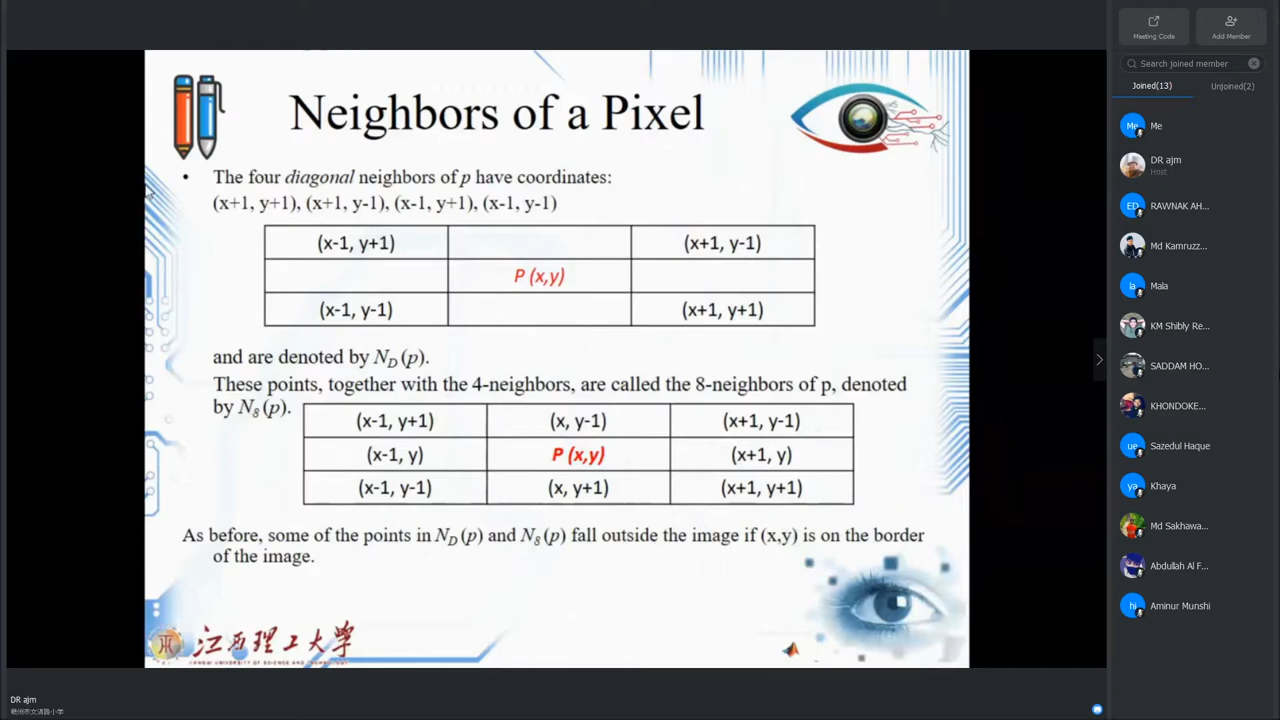 Neighbors of a Pixel
• The four diagonal neighbors of p have coordinates:
(x+1, y+1), (x+1, y-1), (x-1, y+1), (x-1, y-1)
(x-1, y+1) (x+1, y-1)
P (x,y)
(x-1, y-1) (x+1, y+1)
and are denoted by N_D(p).
These points, together with the 4-neighbors, are called the 8-neighbors of p, denoted
by N_8(p).
(x-1, y+1) (x, y-1) (x+1, y-1)
(x-1, y) P (x,y) (x+1, y)
(x-1, y-1) (x, y+1) (x+1, y+1)
As before, some of the points in N_D(p) and N_8(p) fall outside the image if (x,y) is on the border
of the image.
江西理工大学
DR ajm
Meeting Code
Add Member
Search joined member
Joined(13) Unjoined(2)
Me Me
DR ajm
Host
ED RAWNAK AH...
Md Kamruzz...
la Mala
KM Shibly Re...
SADDAM HO...
KHONDOKE...
ue Sazedul Haque
ya Khaya
Md Sakhawa...
Abdullah Al F...
hi Aminur Munshi